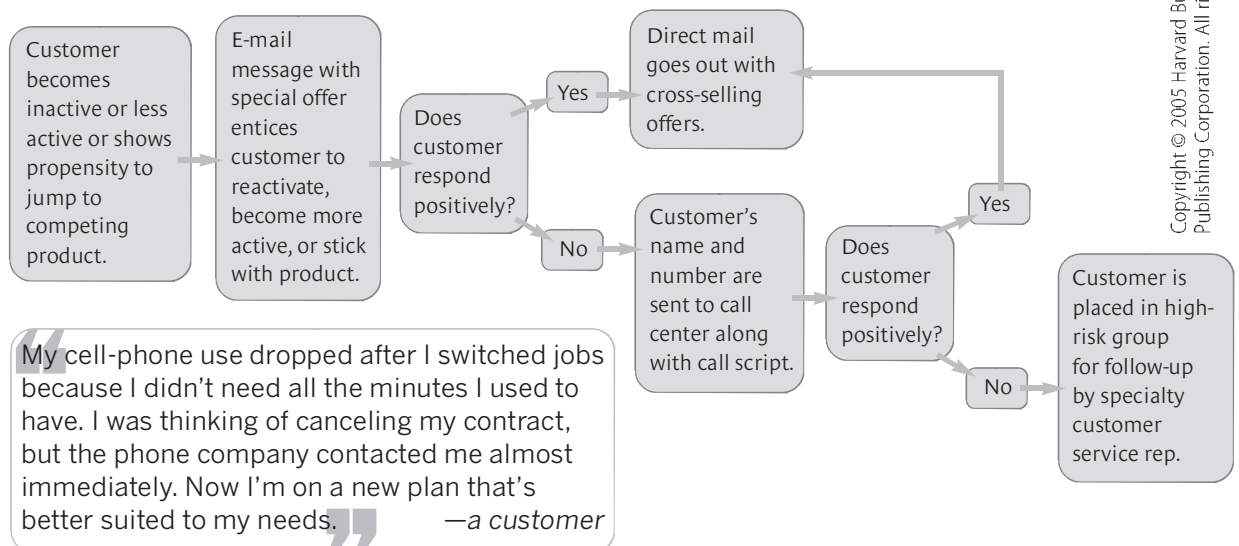 Customer
becomes
inactive or less
active or shows
propensity to
jump to
competing
product.
E-mail
message with
special offer
entices
customer to
reactivate,
become more
active, or stick
with product.
Does
customer
respond
positively?
Yes
Direct mail
goes out with
cross-selling
offers.
No
Customer’s
name and
number are
sent to call
center along
with call script.
Does
customer
respond
positively?
Yes
No
Customer is
placed in high-
risk group
for follow-up
by specialty
customer
service rep.
“My cell-phone use dropped after I switched jobs
because I didn’t need all the minutes I used to
have. I was thinking of canceling my contract,
but the phone company contacted me almost
immediately. Now I’m on a new plan that’s
better suited to my needs.” —a customer
Copyright © 2005 Harvard Bu
Publishing Corporation. All ri